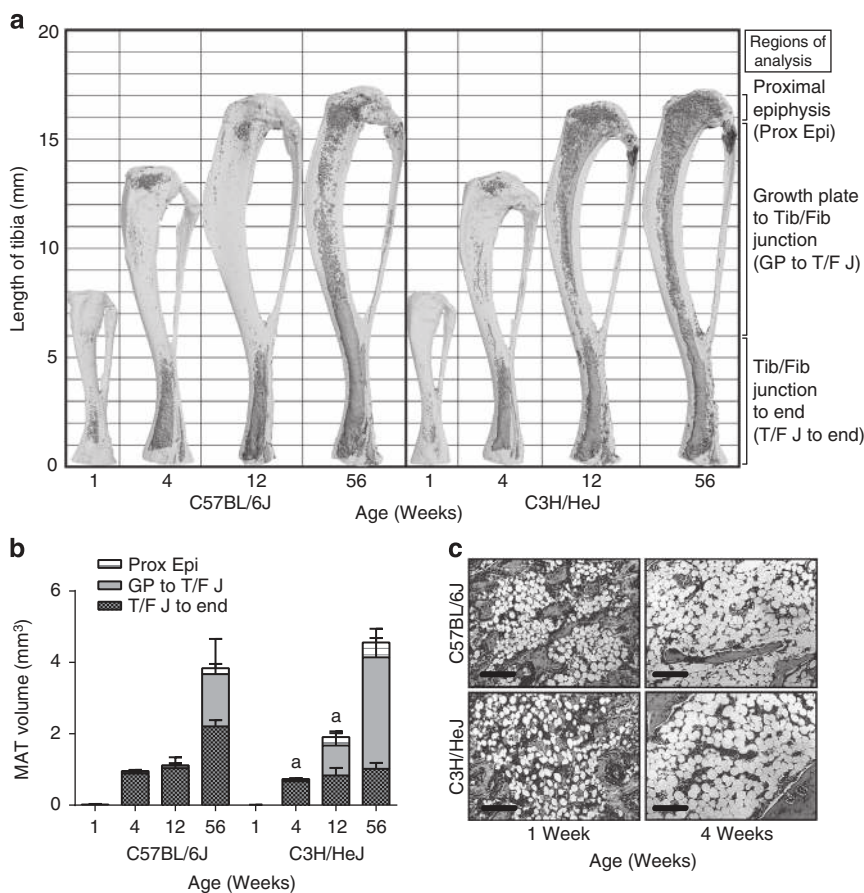 a
20
15
10
5
0
Length of tibia (mm)
1 4 12 56 1 4 12 56
C57BL/6J C3H/HeJ
Age (Weeks)
Regions of
analysis
Proximal
epiphysis
(Prox Epi)
Growth plate
to Tib/Fib
junction
(GP to T/F J)
Tib/Fib
junction
to end
(T/F J to end)
b
Prox Epi
GP to T/F J
T/F J to end
6
4
2
0
MAT volume (mm³)
a
a
1 4 12 56 1 4 12 56
C57BL/6J C3H/HeJ
Age (Weeks)
c
C57BL/6J
C3H/HeJ
1 Week 4 Weeks
Age (Weeks)